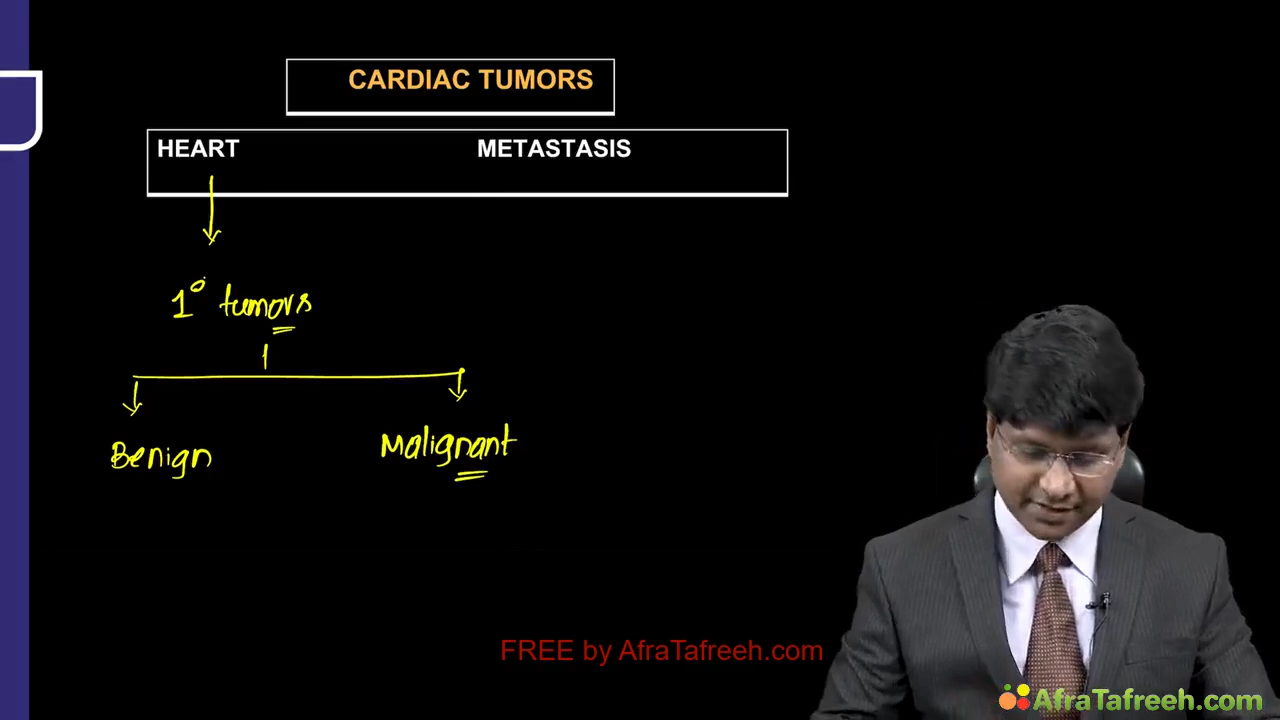 CARDIAC TUMORS
HEART METASTASIS
1° tumors
Benign Malignant
FREE by AfraTafreeh.com
AfraTafreeh.com